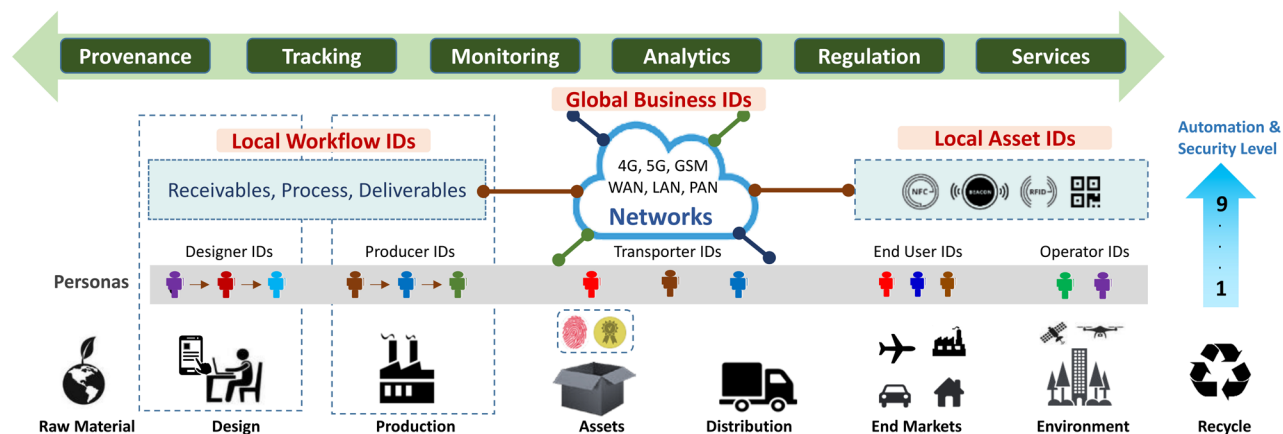 Provenance
Tracking
Monitoring
Analytics
Regulation
Services
Global Business IDs
Local Workflow IDs
Local Asset IDs
Automation &
Security Level
4G, 5G, GSM
WAN, LAN, PAN
Networks
Receivables, Process, Deliverables
NFC
BEACON
RFID
9
.
.
.
1
Designer IDs
Producer IDs
Transporter IDs
End User IDs
Operator IDs
Personas
Raw Material
Design
Production
Assets
Distribution
End Markets
Environment
Recycle